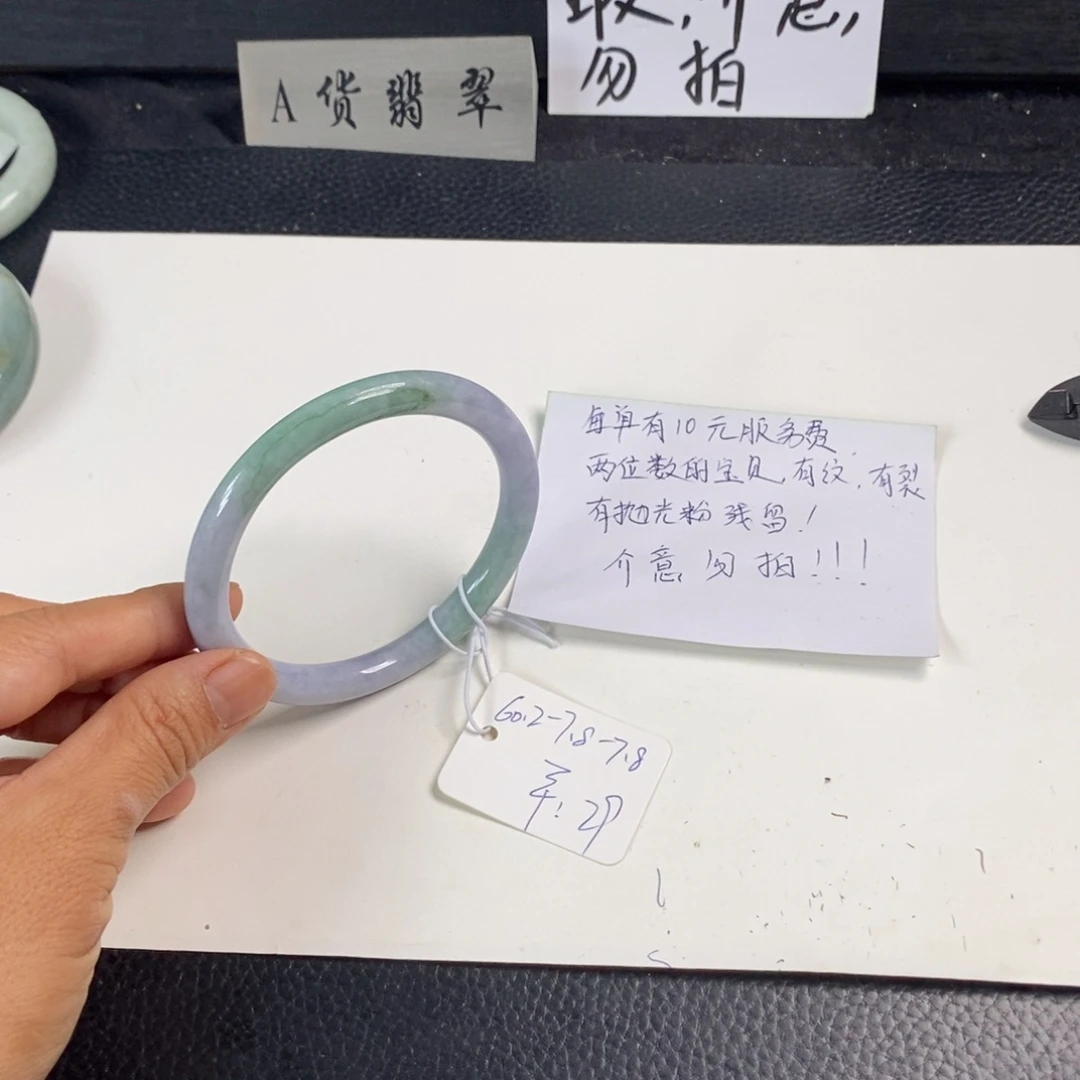 介意,
勿拍
A货翡翠
每单有10元服务费
两位数的宝贝,有纹,有裂
有抛光粉残留!
介意勿拍!!!
60.2-7.8-7.8